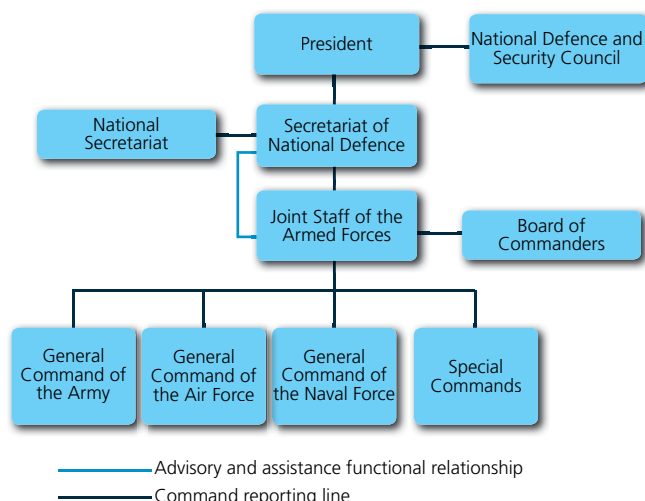 President
National Defence and
Security Council
National
Secretariat
Secretariat of
National Defence
Joint Staff of the
Armed Forces
Board of
Commanders
General
Command of
the Army
General
Command of
the Air Force
General
Command of
the Naval Force
Special
Commands
Advisory and assistance functional relationship
Command reporting line